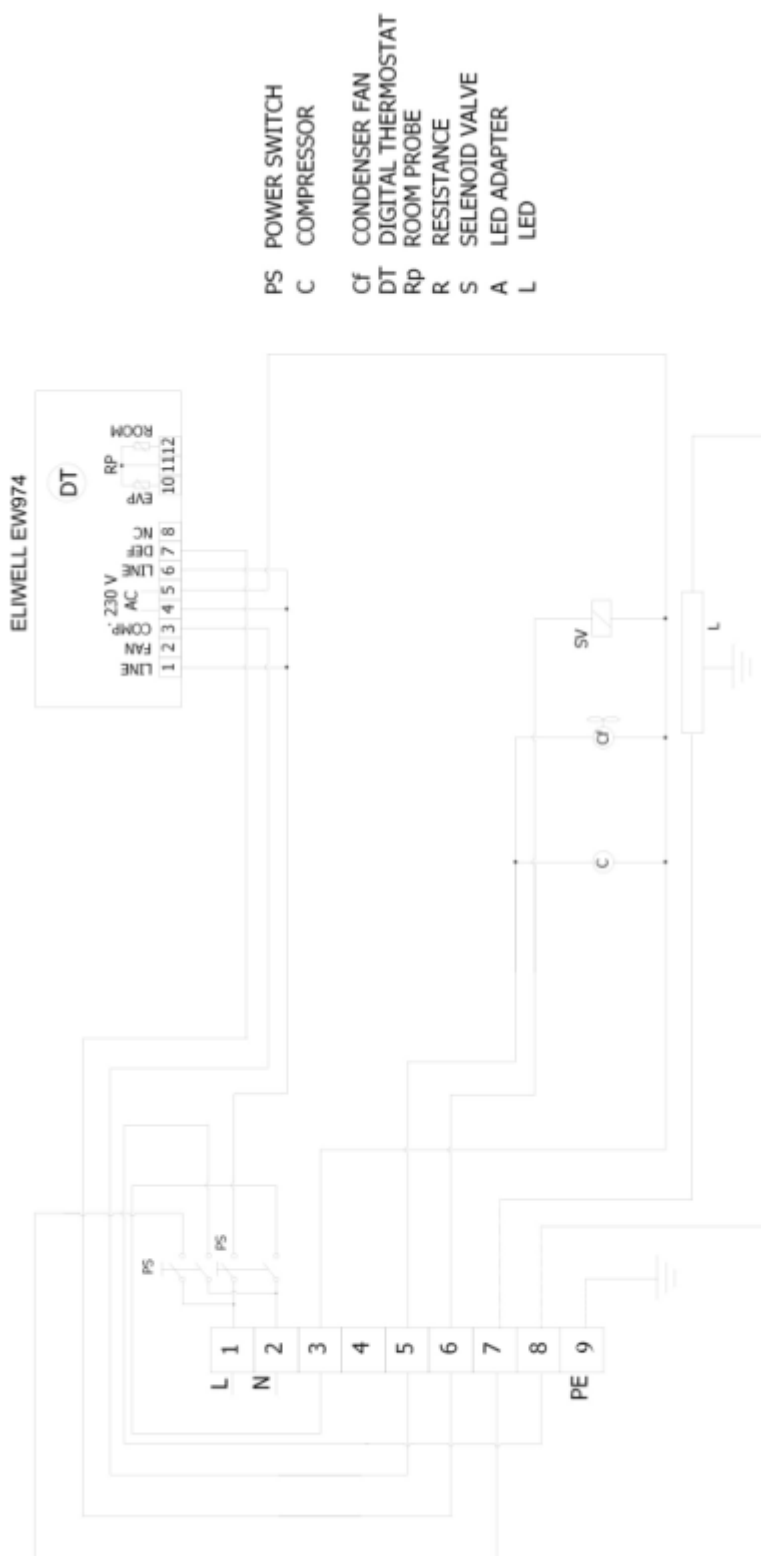 ELIWELL EW974
DT
RP
ROOM
EVP
LINE FAN COMP 230 V AC LINE DEF NC
1 2 3 4 5 6 7 8 10 11 12
PS POWER SWITCH
C COMPRESSOR
Cf CONDENSER FAN
DT DIGITAL THERMOSTAT
Rp ROOM PROBE
R RESISTANCE
S SELENOID VALVE
A LED ADAPTER
L LED
PS
PS
L 1
N 2
3
4
5
6
7
8
PE 9
C
Cf
SV
L